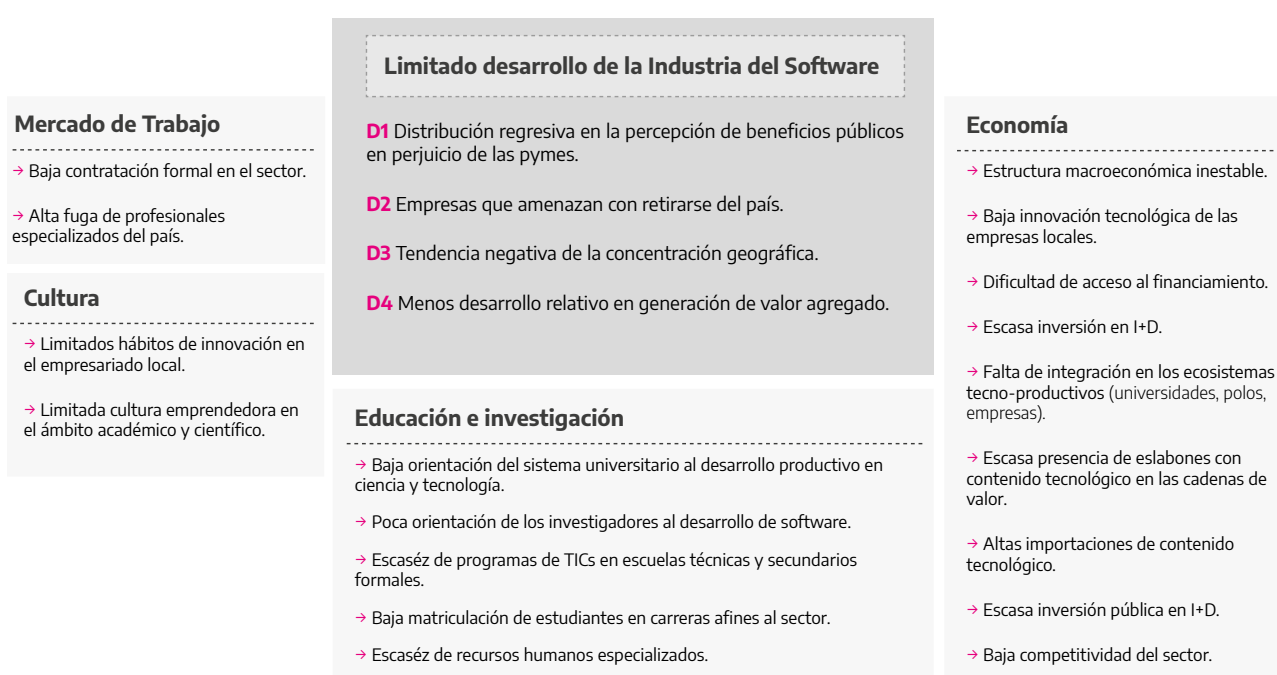 Limitado desarrollo de la Industria del Software
D1 Distribución regresiva en la percepción de beneficios públicos
en perjuicio de las pymes.
D2 Empresas que amenazan con retirarse del país.
D3 Tendencia negativa de la concentración geográfica.
D4 Menos desarrollo relativo en generación de valor agregado.
Mercado de Trabajo
→ Baja contratación formal en el sector.
→ Alta fuga de profesionales
especializados del país.
Cultura
→ Limitados hábitos de innovación en
el empresariado local.
→ Limitada cultura emprendedora en
el ámbito académico y científico.
Educación e investigación
→ Baja orientación del sistema universitario al desarrollo productivo en
ciencia y tecnología.
→ Poca orientación de los investigadores al desarrollo de software.
→ Escaséz de programas de TICs en escuelas técnicas y secundarios
formales.
→ Baja matriculación de estudiantes en carreras afines al sector.
→ Escaséz de recursos humanos especializados.
Economía
→ Estructura macroeconómica inestable.
→ Baja innovación tecnológica de las
empresas locales.
→ Dificultad de acceso al financiamiento.
→ Escasa inversión en I+D.
→ Falta de integración en los ecosistemas
tecno-productivos (universidades, polos,
empresas).
→ Escasa presencia de eslabones con
contenido tecnológico en las cadenas de
valor.
→ Altas importaciones de contenido
tecnológico.
→ Escasa inversión pública en I+D.
→ Baja competitividad del sector.